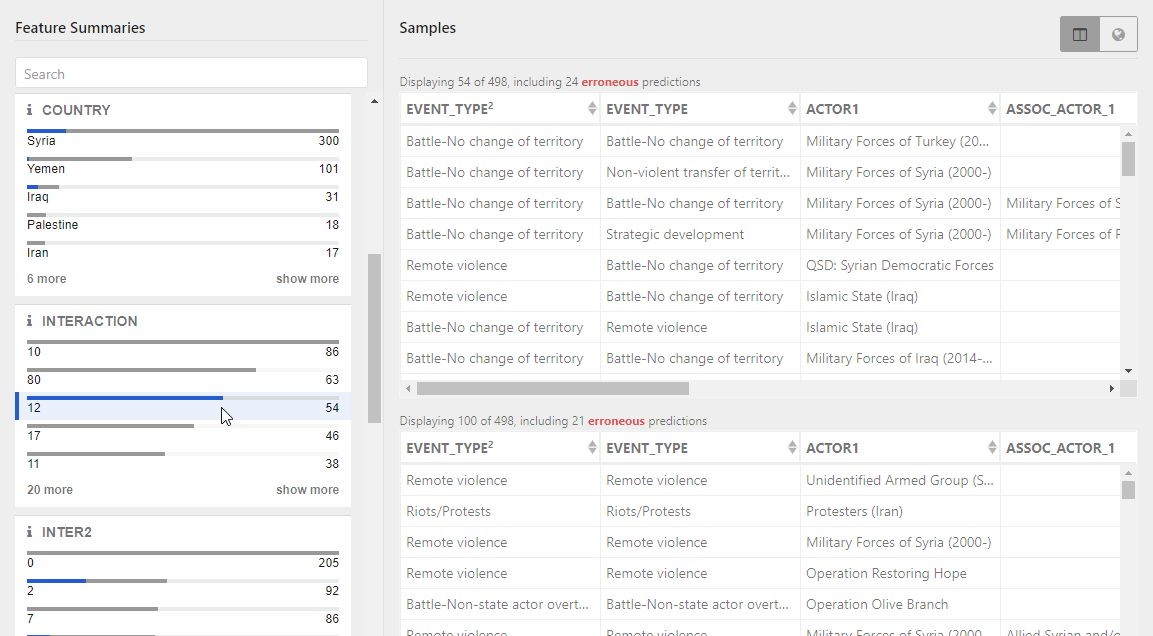 Feature Summaries
Search
COUNTRY
Syria 300
Yemen 101
Iraq 31
Palestine 18
Iran 17
6 more show more
INTERACTION
10 86
80 63
12 54
17 46
11 38
20 more show more
INTER2
0 205
2 92
7 86
Samples
Displaying 54 of 498, including 24 erroneous predictions
EVENT_TYPE² EVENT_TYPE ACTOR1 ASSOC_ACTOR_1
Battle-No change of territory Battle-No change of territory Military Forces of Turkey (20...
Battle-No change of territory Non-violent transfer of territ... Military Forces of Syria (2000-)
Battle-No change of territory Battle-No change of territory Military Forces of Syria (2000-) Military Forces of S
Battle-No change of territory Strategic development Military Forces of Syria (2000-) Military Forces of
Remote violence Battle-No change of territory QSD: Syrian Democratic Forces
Remote violence Battle-No change of territory Islamic State (Iraq)
Battle-No change of territory Remote violence Islamic State (Iraq)
Battle-No change of territory Battle-No change of territory Military Forces of Iraq (2014-...
Displaying 100 of 498, including 21 erroneous predictions
EVENT_TYPE² EVENT_TYPE ACTOR1 ASSOC_ACTOR_1
Remote violence Remote violence Unidentified Armed Group (S...
Riots/Protests Riots/Protests Protesters (Iran)
Remote violence Remote violence Military Forces of Syria (2000-)
Remote violence Remote violence Operation Restoring Hope
Battle-Non-state actor overt... Battle-Non-state actor overt... Operation Olive Branch
Remote violence Remote violence Military Forces of Syria (2000 Allied Syrian and/o